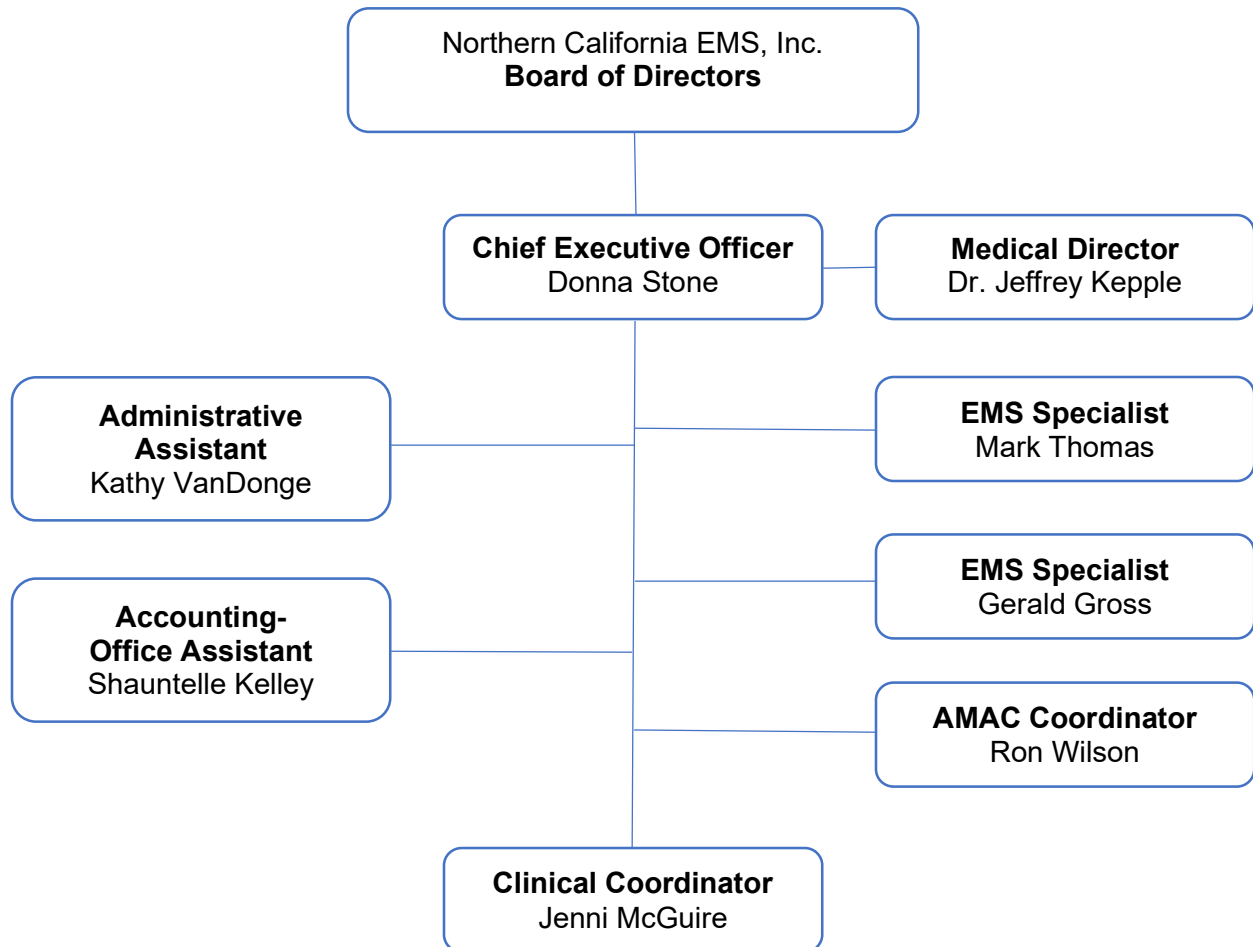 Northern California EMS, Inc.
Board of Directors
Chief Executive Officer
Donna Stone
Medical Director
Dr. Jeffrey Kepple
Administrative
Assistant
Kathy VanDonge
EMS Specialist
Mark Thomas
EMS Specialist
Gerald Gross
Accounting-
Office Assistant
Shauntelle Kelley
AMAC Coordinator
Ron Wilson
Clinical Coordinator
Jenni McGuire